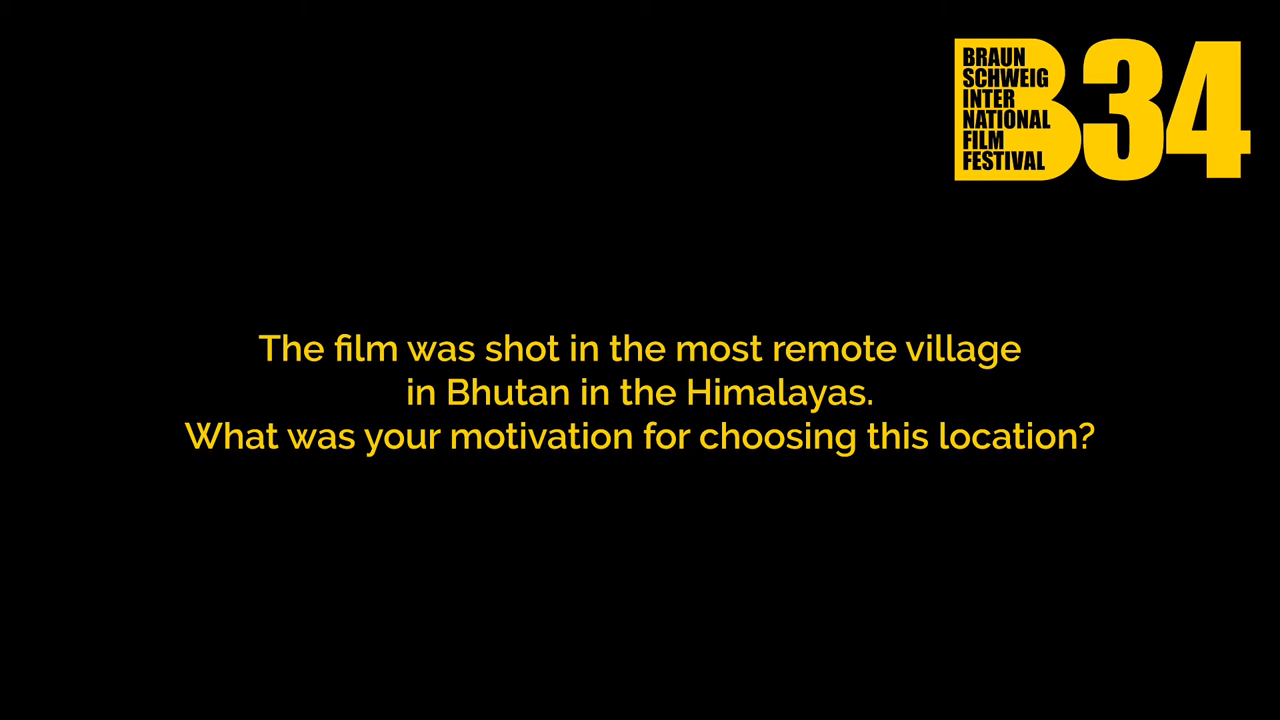 BRAUN
SCHWEIG
INTER
NATIONAL
FILM
FESTIVAL
B34
The film was shot in the most remote village
in Bhutan in the Himalayas.
What was your motivation for choosing this location?